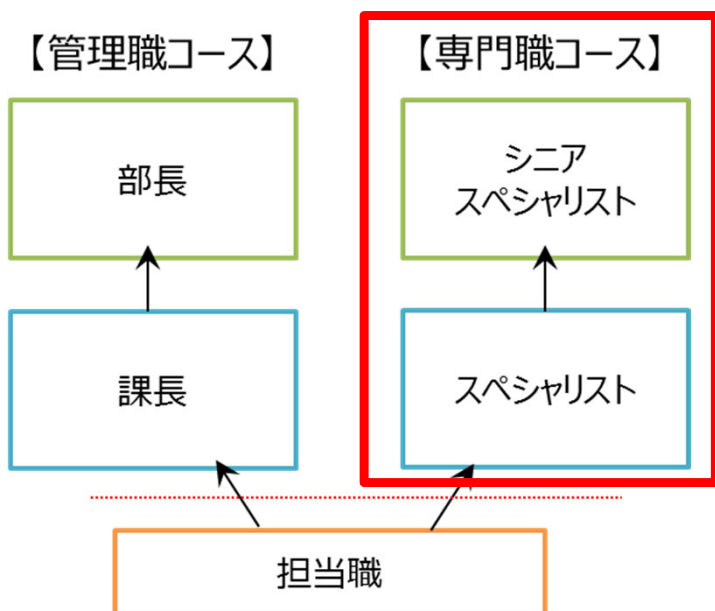 【管理職コース】
【専門職コース】
部長
シニア
スペシャリスト
課長
スペシャリスト
担当職